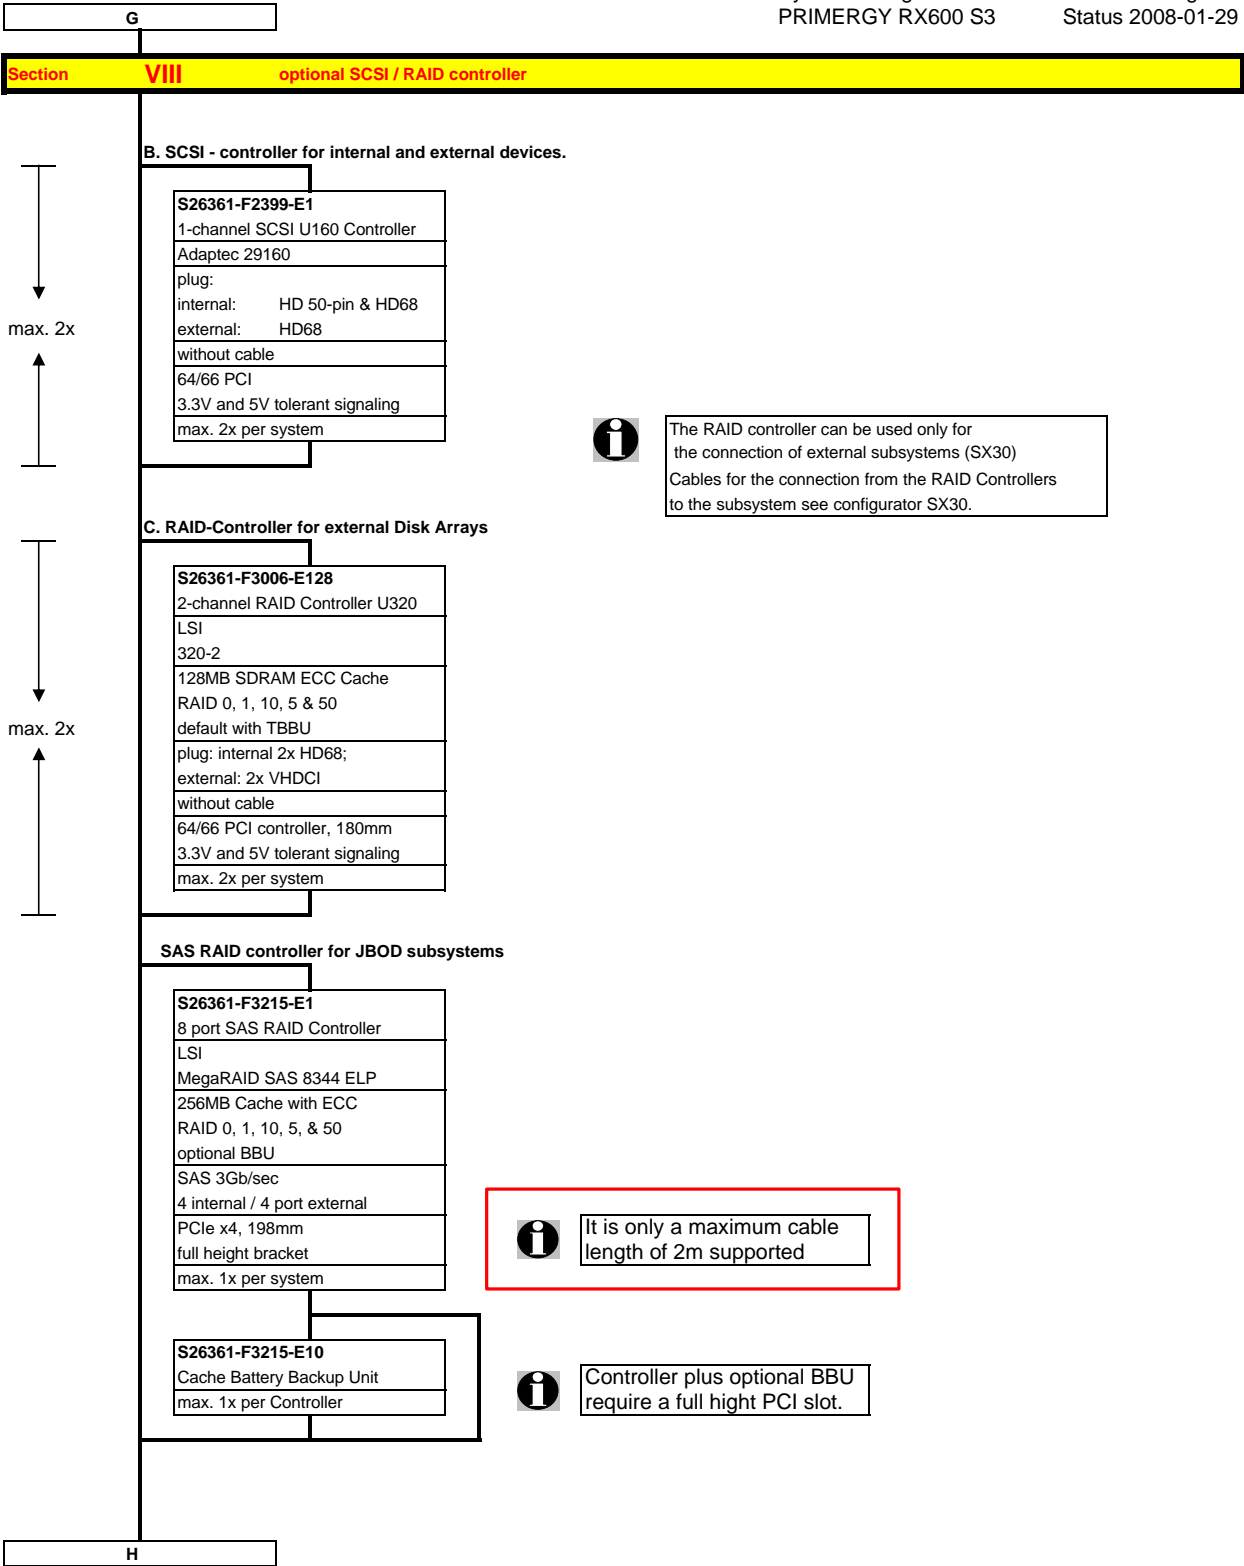 G
PRIMERGY RX600 S3 Status 2008-01-29
Section VIII optional SCSI / RAID controller
B. SCSI - controller for internal and external devices.
S26361-F2399-E1
1-channel SCSI U160 Controller
Adaptec 29160
plug:
internal: HD 50-pin & HD68
external: HD68
without cable
64/66 PCI
3.3V and 5V tolerant signaling
max. 2x per system
max. 2x
The RAID controller can be used only for
the connection of external subsystems (SX30)
Cables for the connection from the RAID Controllers
to the subsystem see configurator SX30.
C. RAID-Controller for external Disk Arrays
S26361-F3006-E128
2-channel RAID Controller U320
LSI
320-2
128MB SDRAM ECC Cache
RAID 0, 1, 10, 5 & 50
default with TBBU
plug: internal 2x HD68;
external: 2x VHDCI
without cable
64/66 PCI controller, 180mm
3.3V and 5V tolerant signaling
max. 2x per system
max. 2x
SAS RAID controller for JBOD subsystems
S26361-F3215-E1
8 port SAS RAID Controller
LSI
MegaRAID SAS 8344 ELP
256MB Cache with ECC
RAID 0, 1, 10, 5, & 50
optional BBU
SAS 3Gb/sec
4 internal / 4 port external
PCIe x4, 198mm
full height bracket
max. 1x per system
It is only a maximum cable
length of 2m supported
S26361-F3215-E10
Cache Battery Backup Unit
max. 1x per Controller
Controller plus optional BBU
require a full hight PCI slot.
H